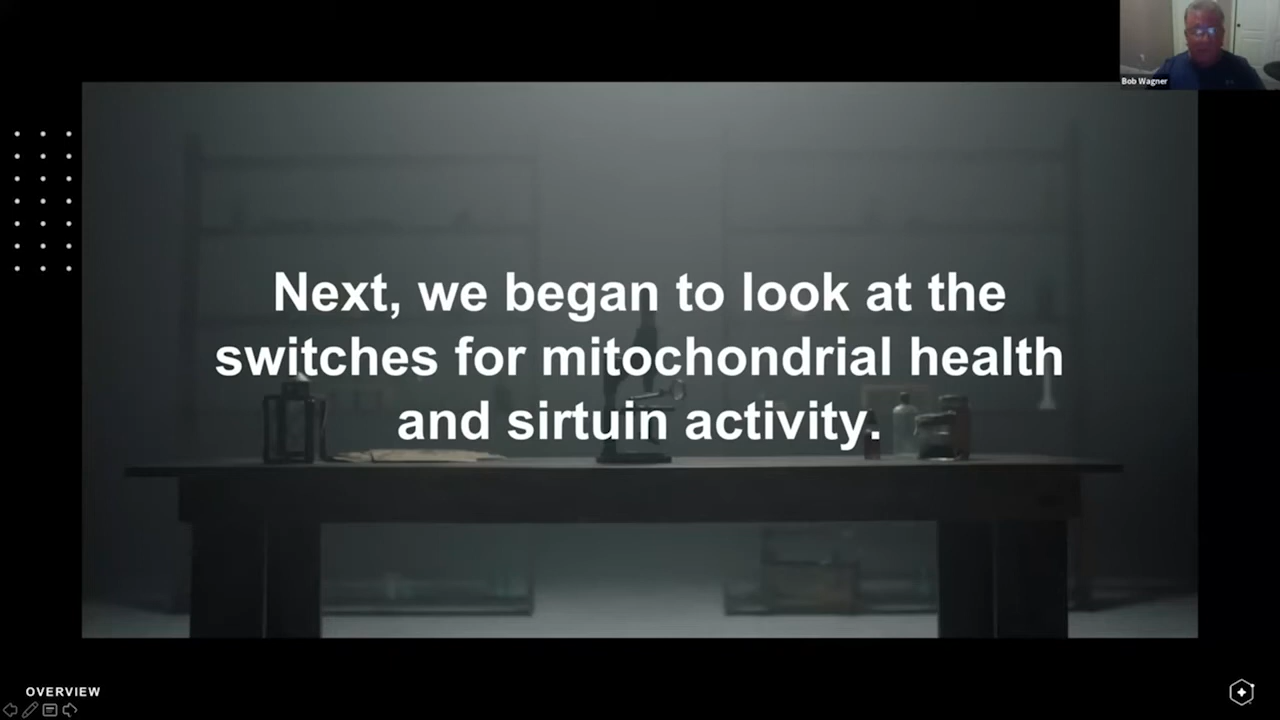 Bob Wagner
Next, we began to look at the
switches for mitochondrial health
and sirtuin activity.
OVERVIEW